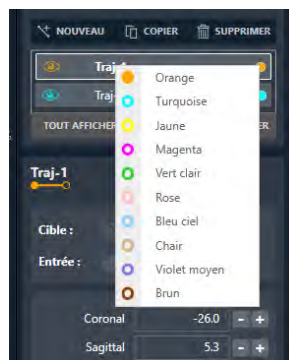 NOUVEAU COPIER SUPPRIMER
Traj-1
Traj
TOUT AFFICHER ER
Orange
Turquoise
Jaune
Magenta
Vert clair
Rose
Bleu ciel
Chair
Violet moyen
Brun
Traj-1
Cible :
Entrée :
Coronal -26.0 - +
Sagittal 5.3 - +